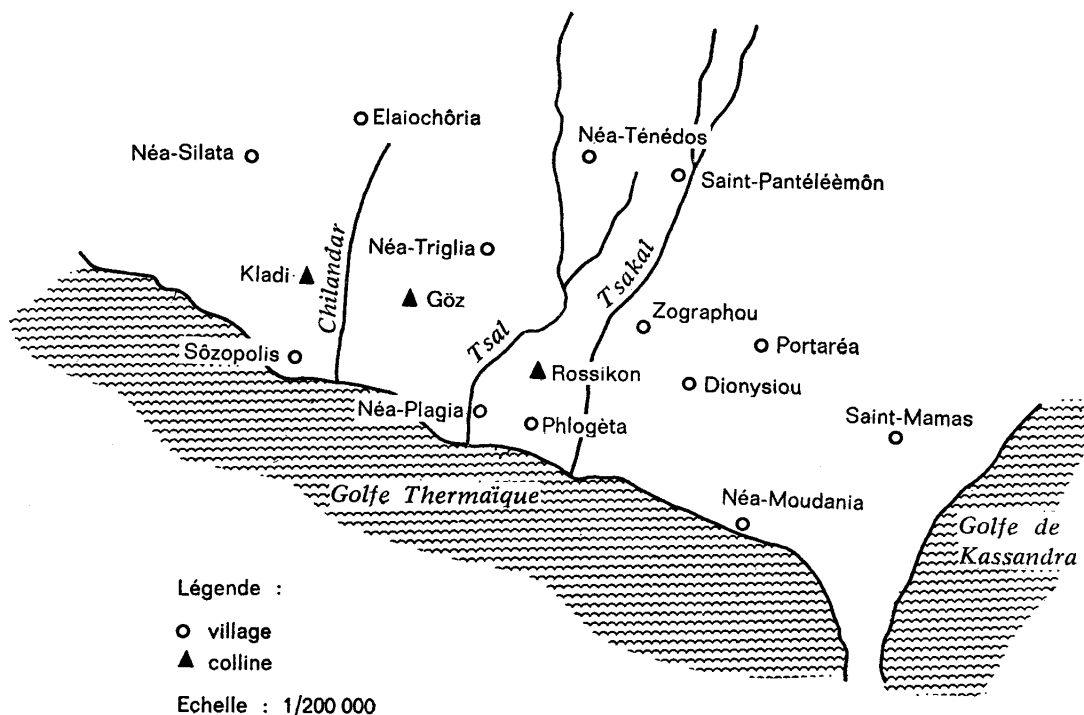 Elaiochôria
Néa-Silata
Néa-Ténédos
Saint-Pantéléèmôn
Néa-Triglia
Kladi
Chilandar
Göz
Tsakal
Tsal
Zographou
Portaréa
Sôzopolis
Rossikon
Dionysiou
Néa-Plagia
Phlogèta
Saint-Mamas
Golfe Thermaïque
Néa-Moudania
Golfe de
Kassandra
Légende :
village
colline
Echelle : 1/200 000